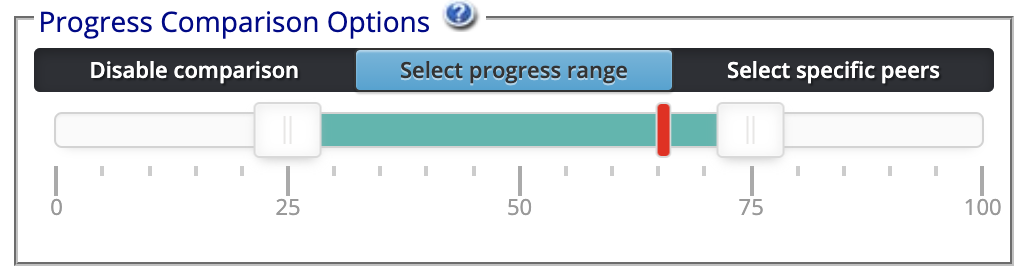 Progress Comparison Options ?
Disable comparison Select progress range Select specific peers
0 25 50 75 100